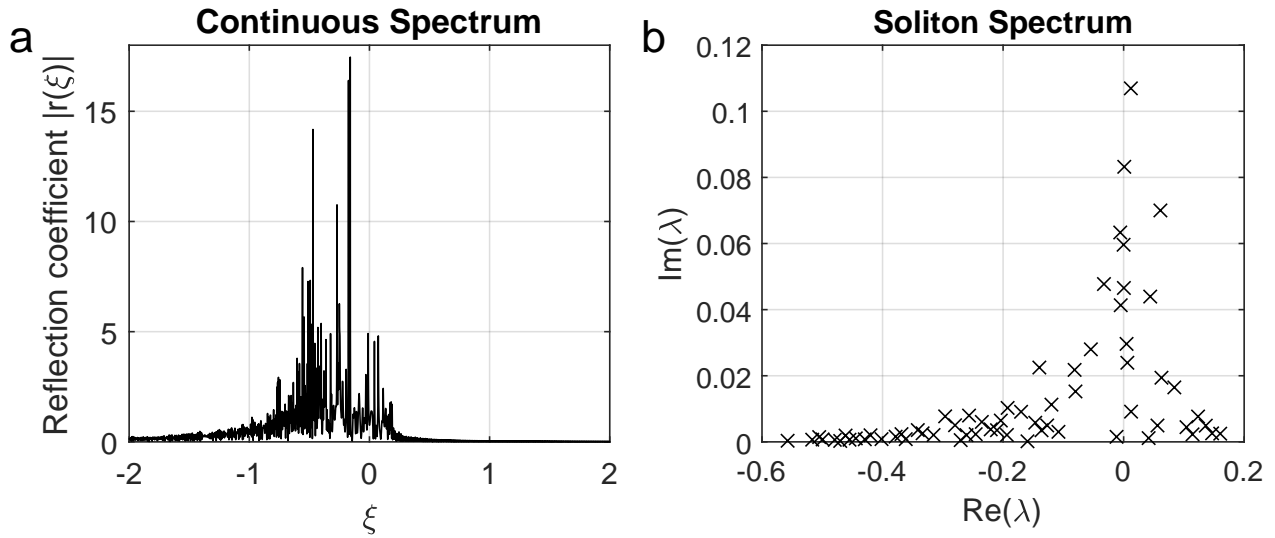 a
Continuous Spectrum
Reflection coefficient |r(ξ)|
15
10
5
0
-2
-1
0
1
2
ξ
b
Soliton Spectrum
Im(λ)
0.12
0.1
0.08
0.06
0.04
0.02
0
-0.6
-0.4
-0.2
0
0.2
Re(λ)